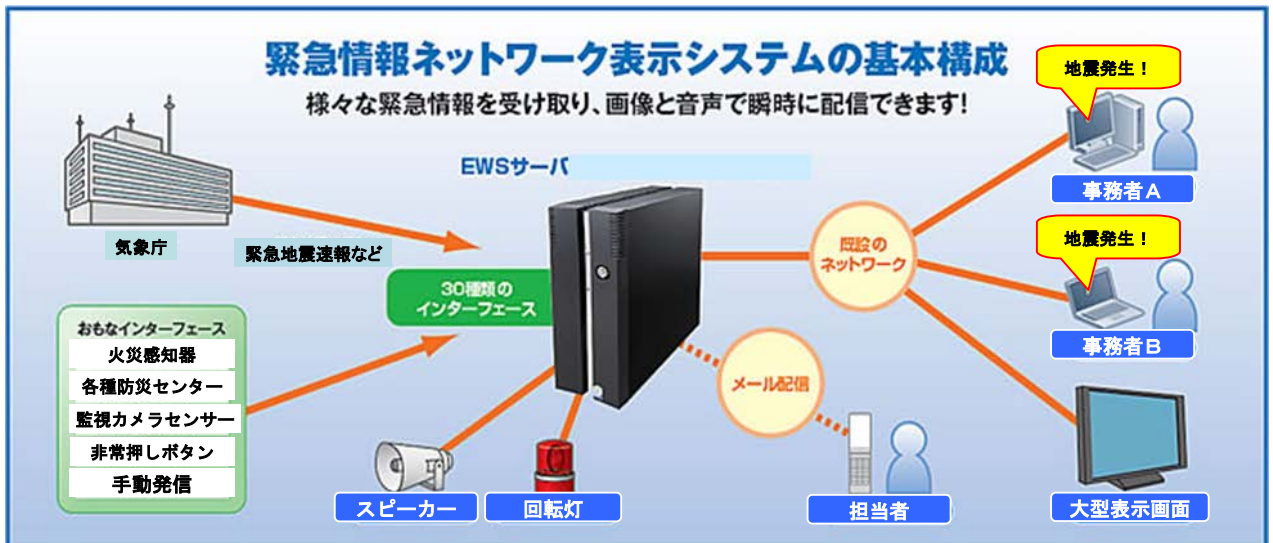 緊急情報ネットワーク表示システムの基本構成
様々な緊急情報を受け取り、画像と音声で瞬時に配信できます!
地震発生！
事務者A
EWSサーバ
気象庁
緊急地震速報など
既設の
ネットワーク
地震発生！
事務者B
30種類の
インターフェース
おもなインターフェース
火災感知器
各種防災センター
監視カメラセンサー
非常押しボタン
手動発信
メール配信
スピーカー
回転灯
担当者
大型表示画面